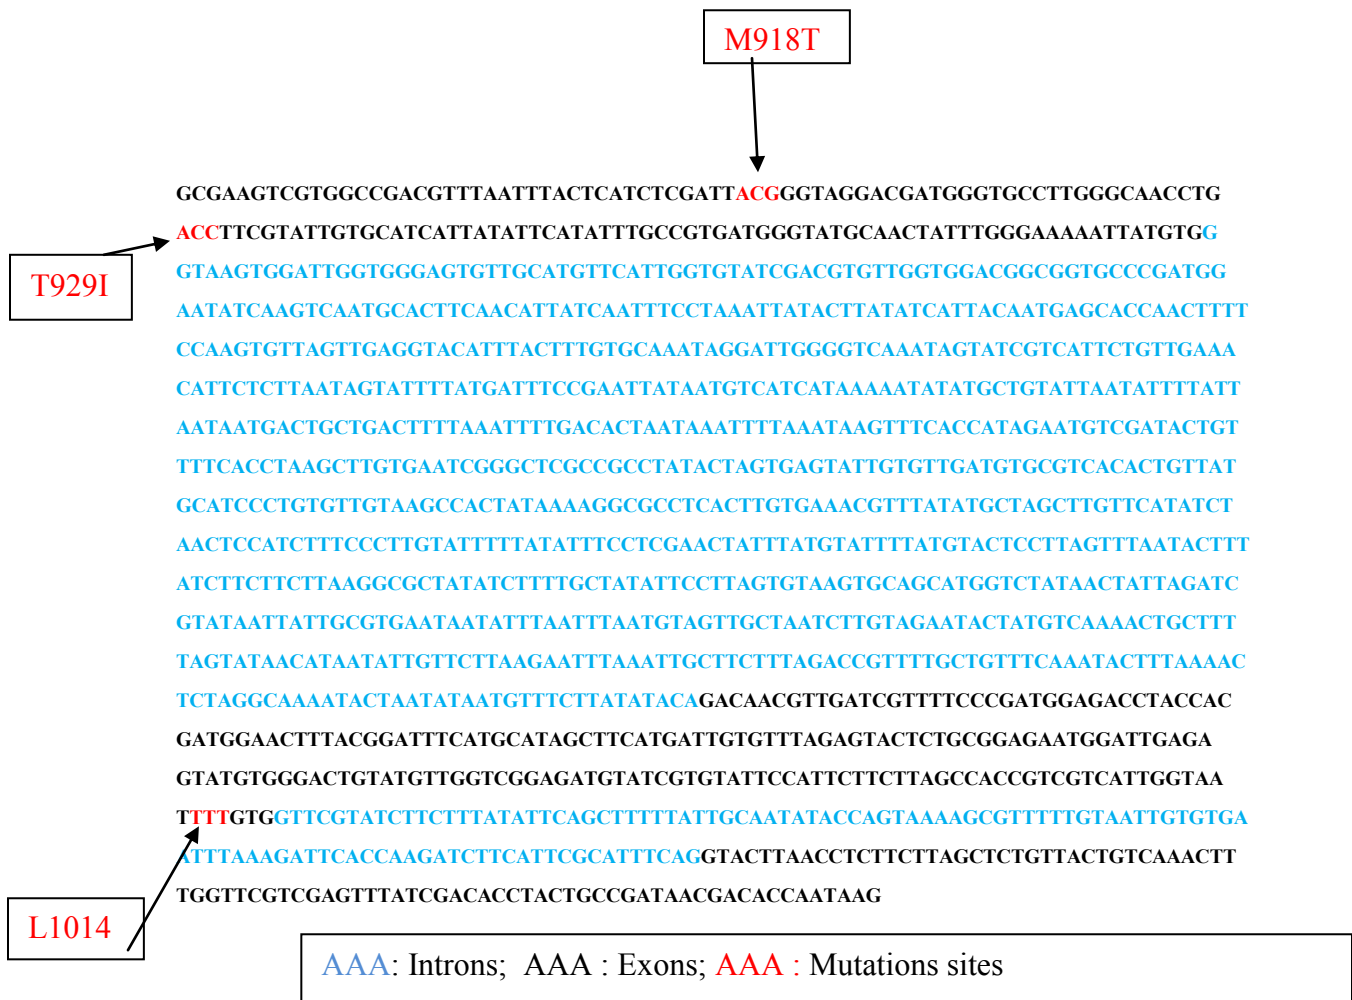 M918T
GCGAAGTCGTGGCCGACGTTTAATTTACTCATCTCGATTACGGGTAGGACGATGGGTGCCTTGGGCAACCTG
ACCTTCGTATTGTGCATCATTATATTCATATTTGCCGTGATGGGTATGCAACTATTTGGGAAAAATTATGTGG
T929I
GTAAGTGGATTGGTGGGAGTGTTGCATGTTCATTGGTGTATCGACGTGTTGGTGGACGGCGGTGCCCGATGG
AATATCAAGTCAATGCACTTCAACATTATCAATTTCCTAAATTATACTTATATCATTACAATGAGCACCAACTTTT
CCAAGTGTTAGTTGAGGTACATTTACTTTGTGCAAATAGGATTGGGGTCAAATAGTATCGTCATTCTGTTGAAA
CATTCTCTTAATAGTATTTTATGATTTCCGAATTATAATGTCATCATAAAAATATATGCTGTATTAATATTTTATT
AATAATGACTGCTGACTTTTAAATTTTGACACTAATAAATTTTAAATAAGTTTCACCATAGAATGTCGATACTGT
TTTCACCTAAGCTTGTGAATCGGGCTCGCCGCCTATACTAGTGAGTATTGTGTTGATGTGCGTCACACTGTTAT
GCATCCCTGTGTTGTAAGCCACTATAAAAGGCGCCTCACTTGTGAAACGTTTATATGCTAGCTTGTTCATATCT
AACTCCATCTTTCCCTTGTATTTTTATATTTCCTCGAACTATTTATGTATTTTATGTACTCCTTAGTTTAATACTTT
ATCTTCTTCTTAAGGCGCTATATCTTTTGCTATATTCCTTAGTGTAAGTGCAGCATGGTCTATAACTATTAGATC
GTATAATTATTGCGTGAATAATATTTAATTTAATGTAGTTGCTAATCTTGTAGAATACTATGTCAAAACTGCTTT
TAGTATAACATAATATTGTTCTTAAGAATTTAAATTGCTTCTTTAGACCGTTTTGCTGTTTCAAATACTTTAAAAC
TCTAGGCAAAATACTAATATAATGTTTCTTATATACAGACAACGTTGATCGTTTTCCCGATGGAGACCTACCAC
GATGGAACTTTACGGATTTCATGCATAGCTTCATGATTGTGTTTAGAGTACTCTGCGGAGAATGGATTGAGA
GTATGTGGGACTGTATGTTGGTCGGAGATGTATCGTGTATTCCATTCTTCTTAGCCACCGTCGTCATTGGTAA
TTTTGTGGTTCGTATCTTCTTTATATTCAGCTTTTTATTGCAATATACCAGTAAAAGCGTTTTTGTAATTGTGTGA
ATTTAAAGATTCACCAAGATCTTCATTCGCATTTCAGGTACTTAACCTCTTCTTAGCTCTGTTACTGTCAAACTT
TGGTTCGTCGAGTTTATCGACACCTACTGCCGATAACGACACCAATAAG
L1014
AAA: Introns; AAA : Exons; AAA : Mutations sites